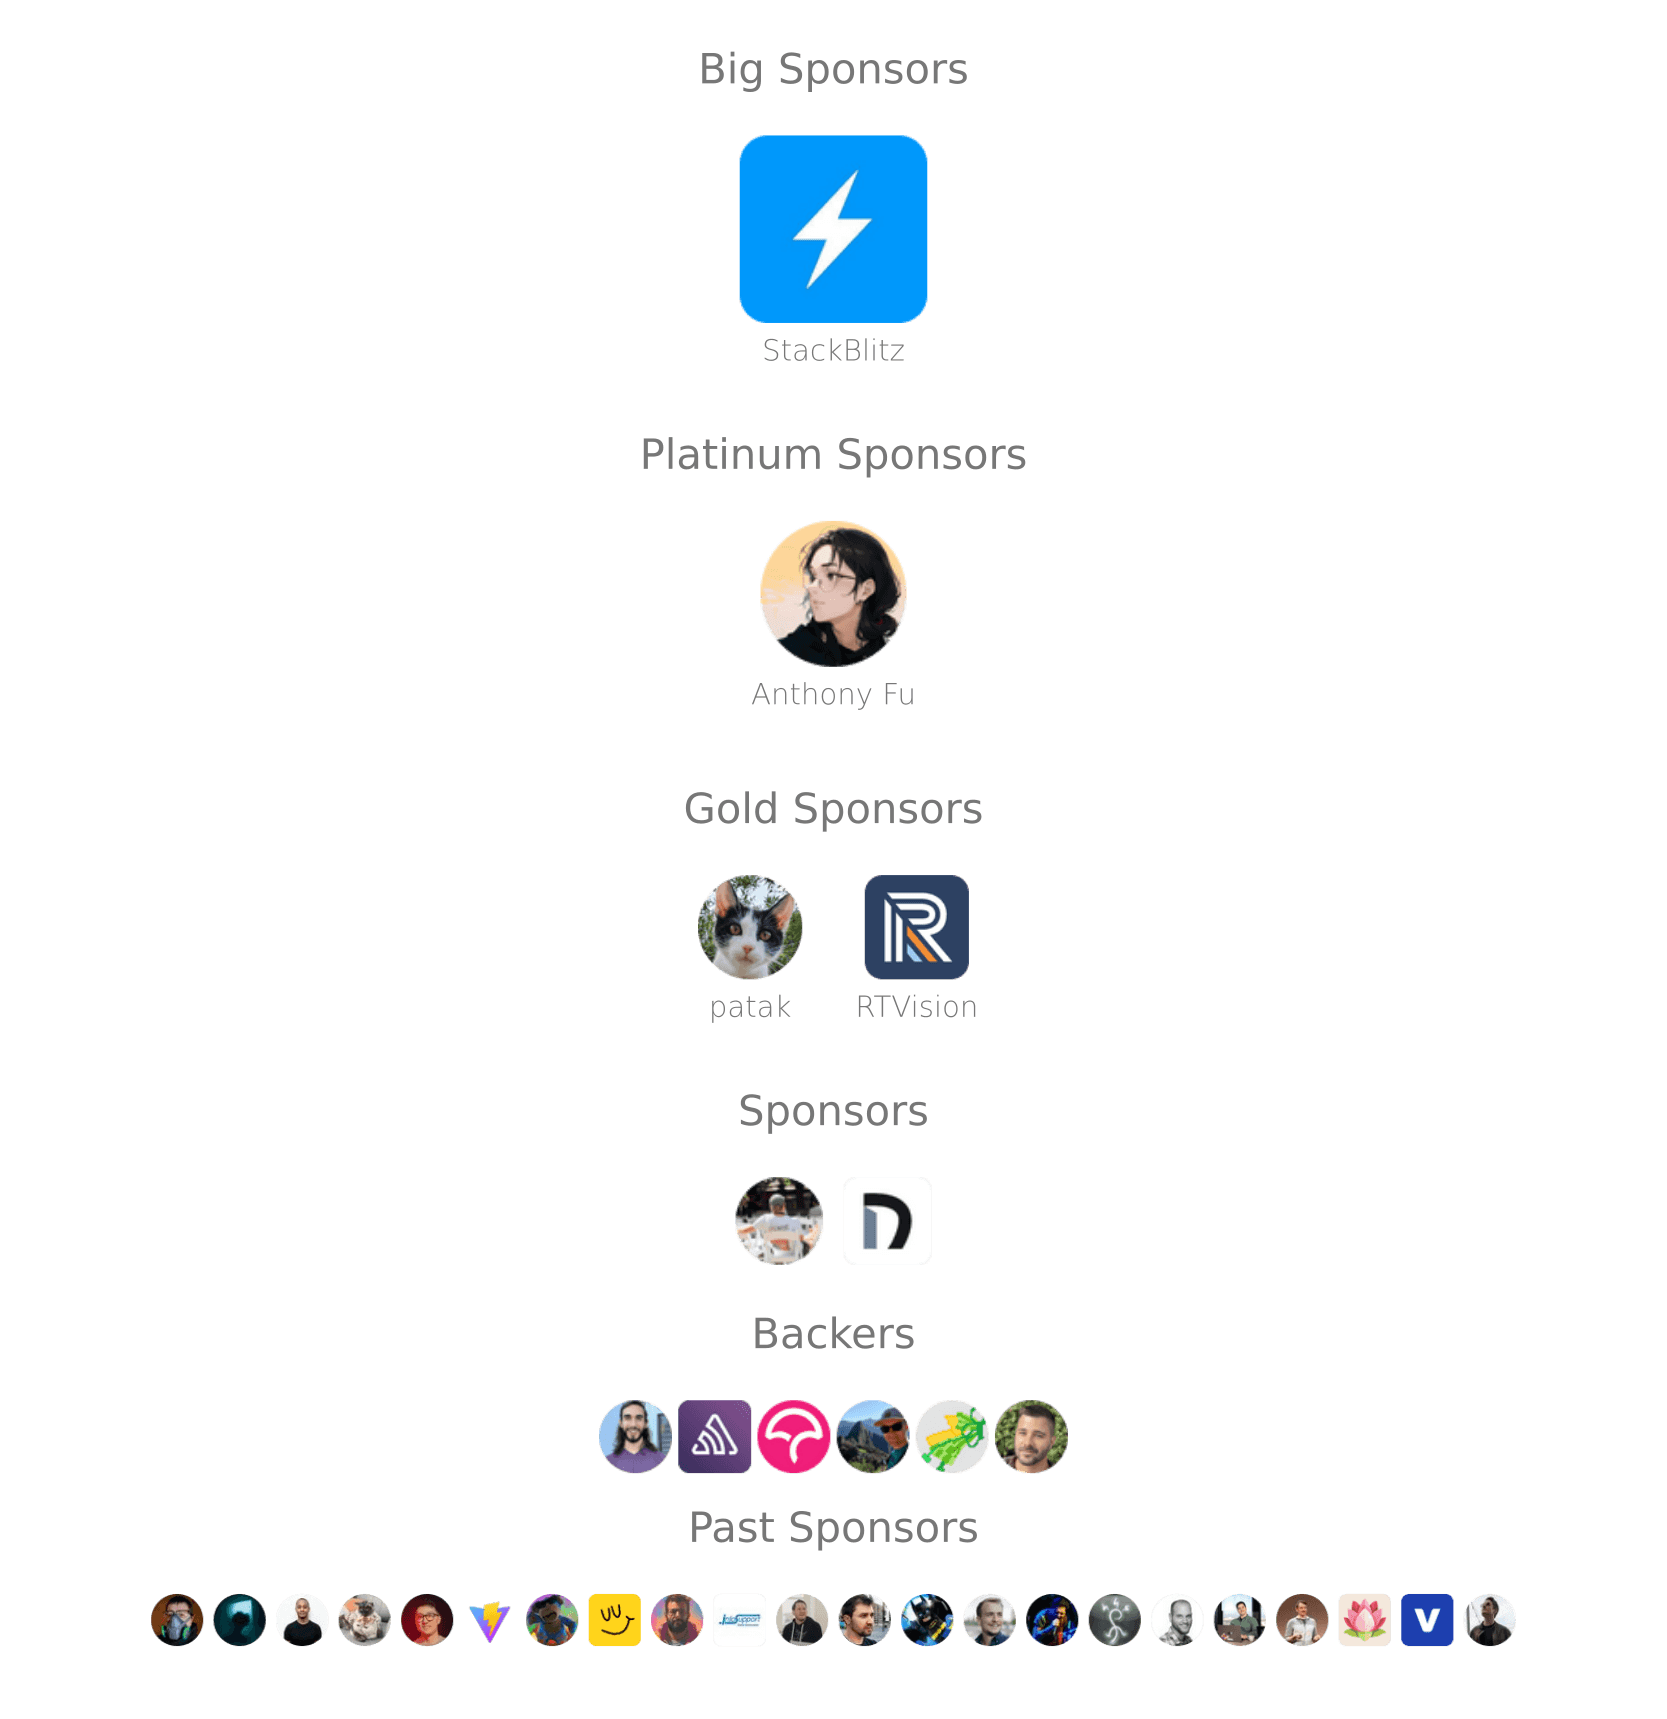 Big Sponsors
StackBlitz
Platinum Sponsors
Anthony Fu
Gold Sponsors
patak RTVision
Sponsors
Backers
Past Sponsors
V